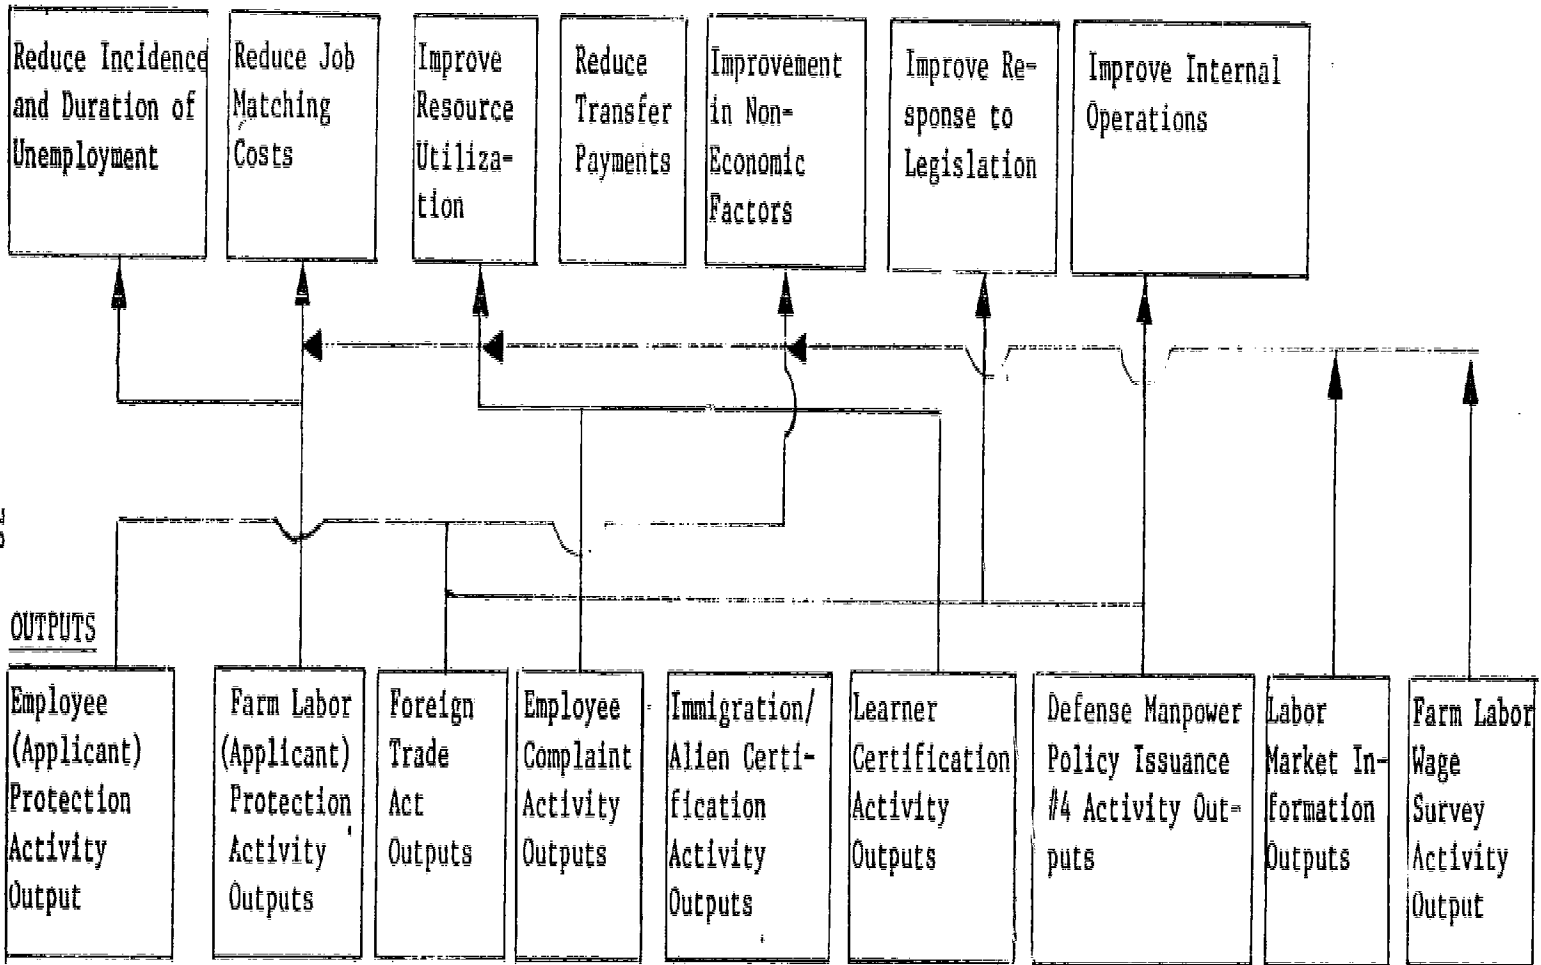 Reduce Incidence
and Duration of
Unemployment
Reduce Job
Matching
Costs
Improve
Resource
Utiliza-
tion
Reduce
Transfer
Payments
Improvement
in Non-
Economic
Factors
Improve Re-
sponse to
Legislation
Improve Internal
Operations
OUTPUTS
Employee
(Applicant)
Protection
Activity
Output
Farm Labor
(Applicant)
Protection
Activity
Outputs
Foreign
Trade
Act
Outputs
Employee
Complaint
Activity
Outputs
Immigration/
Alien Certi-
fication
Activity
Outputs
Learner
Certification
Activity
Outputs
Defense Manpower
Policy Issuance
#4 Activity Out-
puts
Labor
Market In-
formation
Outputs
Farm Labor
Wage
Survey
Activity
Output